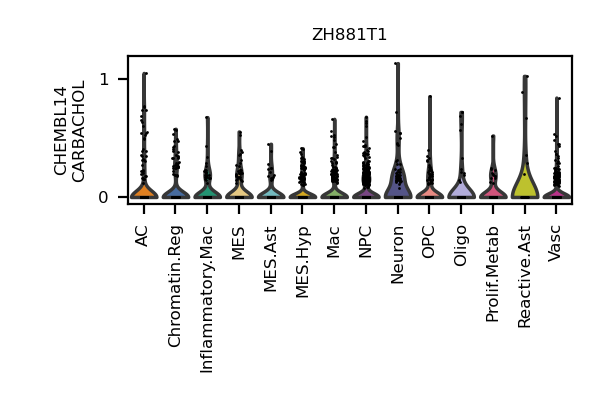 ZH881T1
CHEMBL14
CARBACHOL
1
0
AC
Chromatin.Reg
Inflammatory.Mac
MES
MES.Ast
MES.Hyp
Mac
NPC
Neuron
OPC
Oligo
Prolif.Metab
Reactive.Ast
Vasc